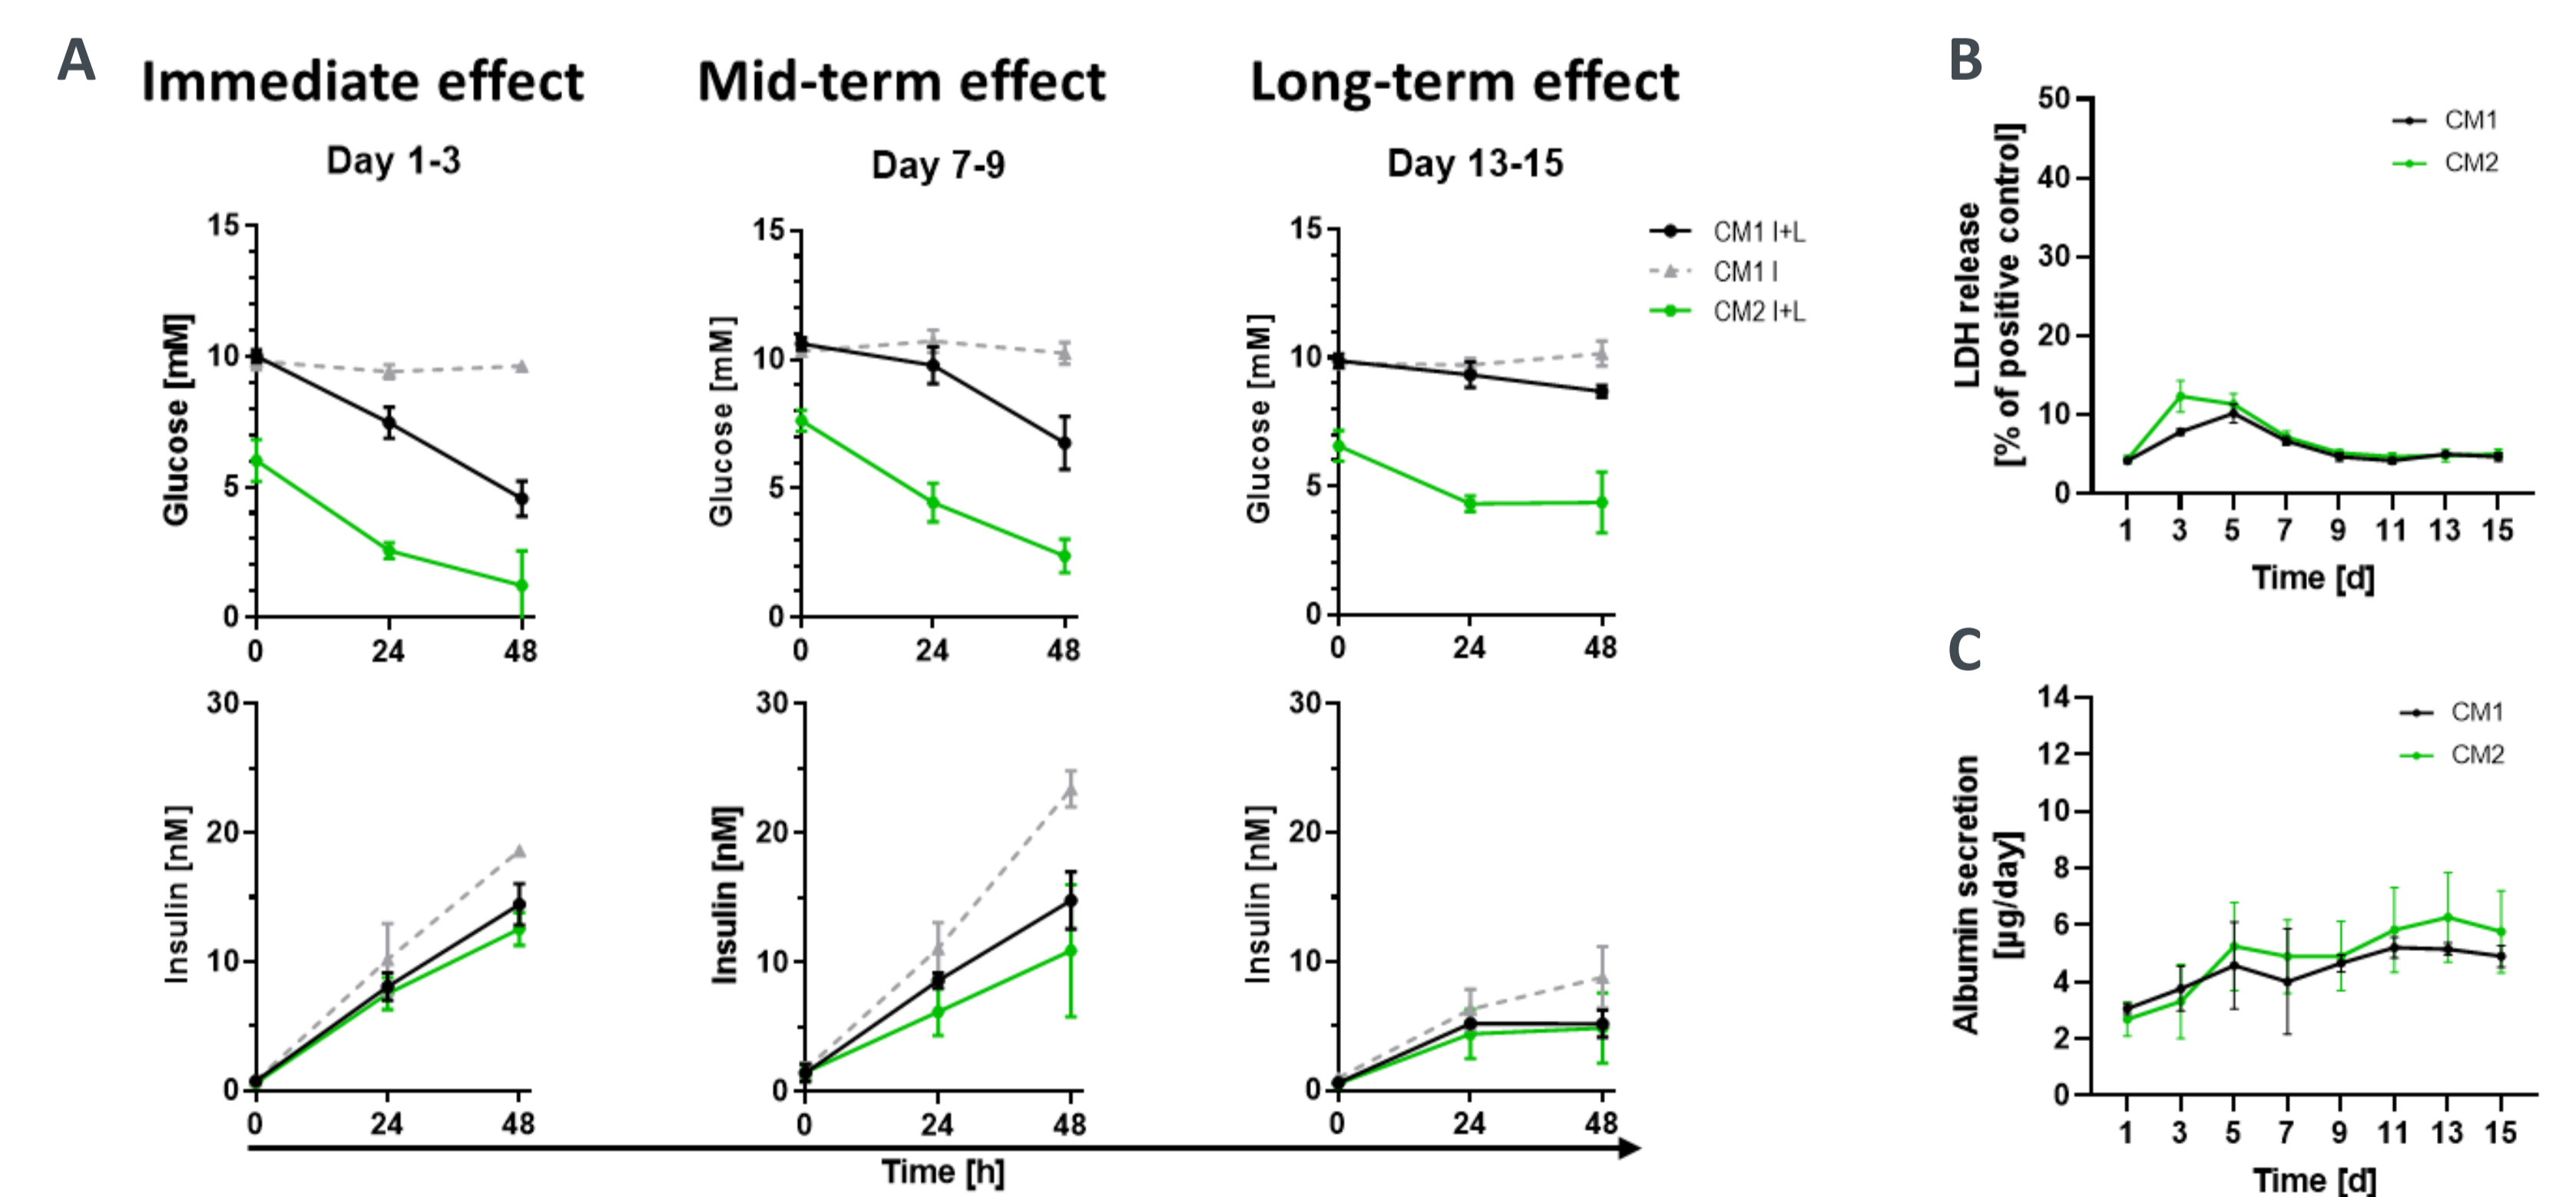 A
Immediate effect
Mid-term effect
Long-term effect
Day 1-3
Day 7-9
Day 13-15
Glucose [mM]
15
10
5
0
0 24 48
Glucose [mM]
15
10
5
0
0 24 48
Glucose [mM]
15
10
5
0
0 24 48
CM1 I+L
CM1 I
CM2 I+L
Insulin [nM]
30
20
10
0
0 24 48
Insulin [nM]
30
20
10
0
0 24 48
Insulin [nM]
30
20
10
0
0 24 48
Time [h]
B
LDH release
[% of positive control]
50
40
30
20
10
0
1 3 5 7 9 11 13 15
Time [d]
CM1
CM2
C
Albumin secretion
[µg/day]
14
12
10
8
6
4
2
0
1 3 5 7 9 11 13 15
Time [d]
CM1
CM2